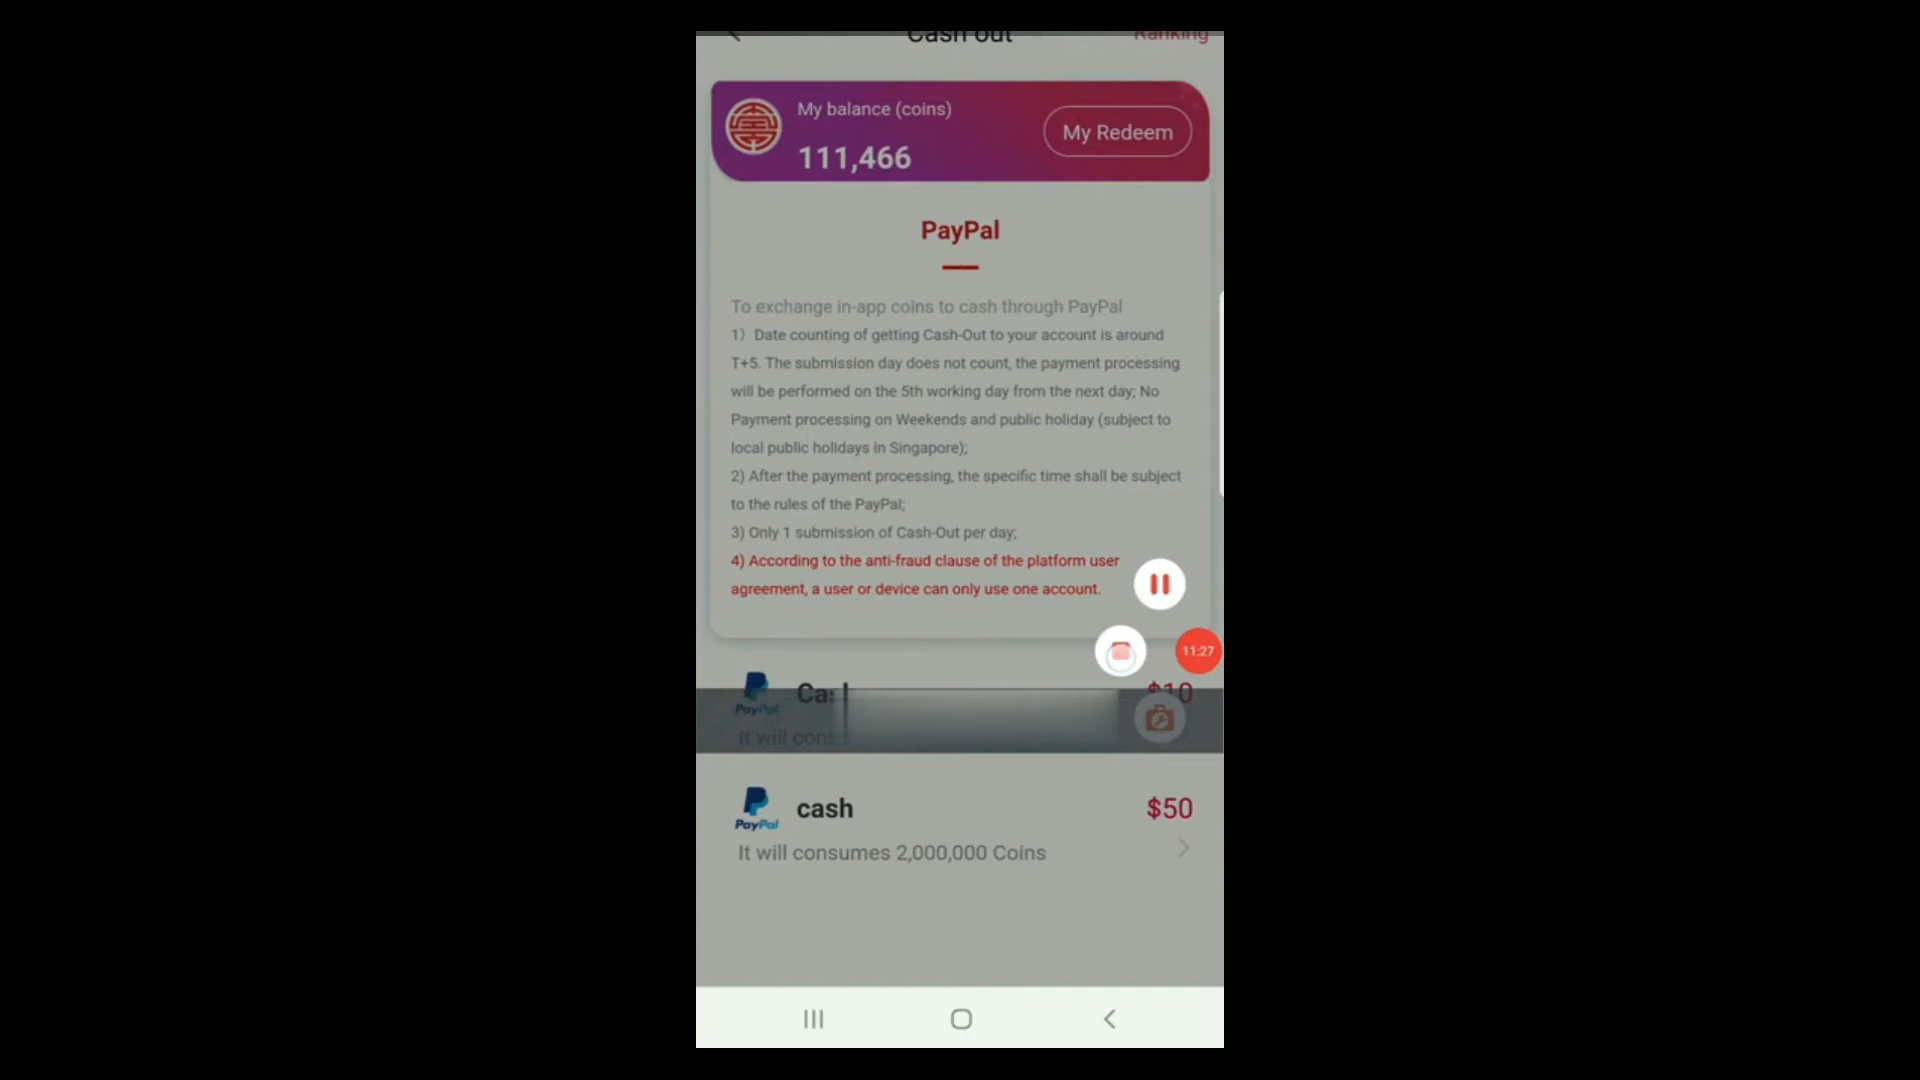 Cash out
Ranking
My balance (coins)
111,466
My Redeem
PayPal
To exchange in-app coins to cash through PayPal
1) Date counting of getting Cash-Out to your account is around
T+5. The submission day does not count, the payment processing
will be performed on the 5th working day from the next day; No
Payment processing on Weekends and public holiday (subject to
local public holidays in Singapore);
2) After the payment processing, the specific time shall be subject
to the rules of the PayPal;
3) Only 1 submission of Cash-Out per day;
4) According to the anti-fraud clause of the platform user
agreement, a user or device can only use one account.
11:27
PayPal
$10
It will
PayPal
cash
$50
It will consumes 2,000,000 Coins